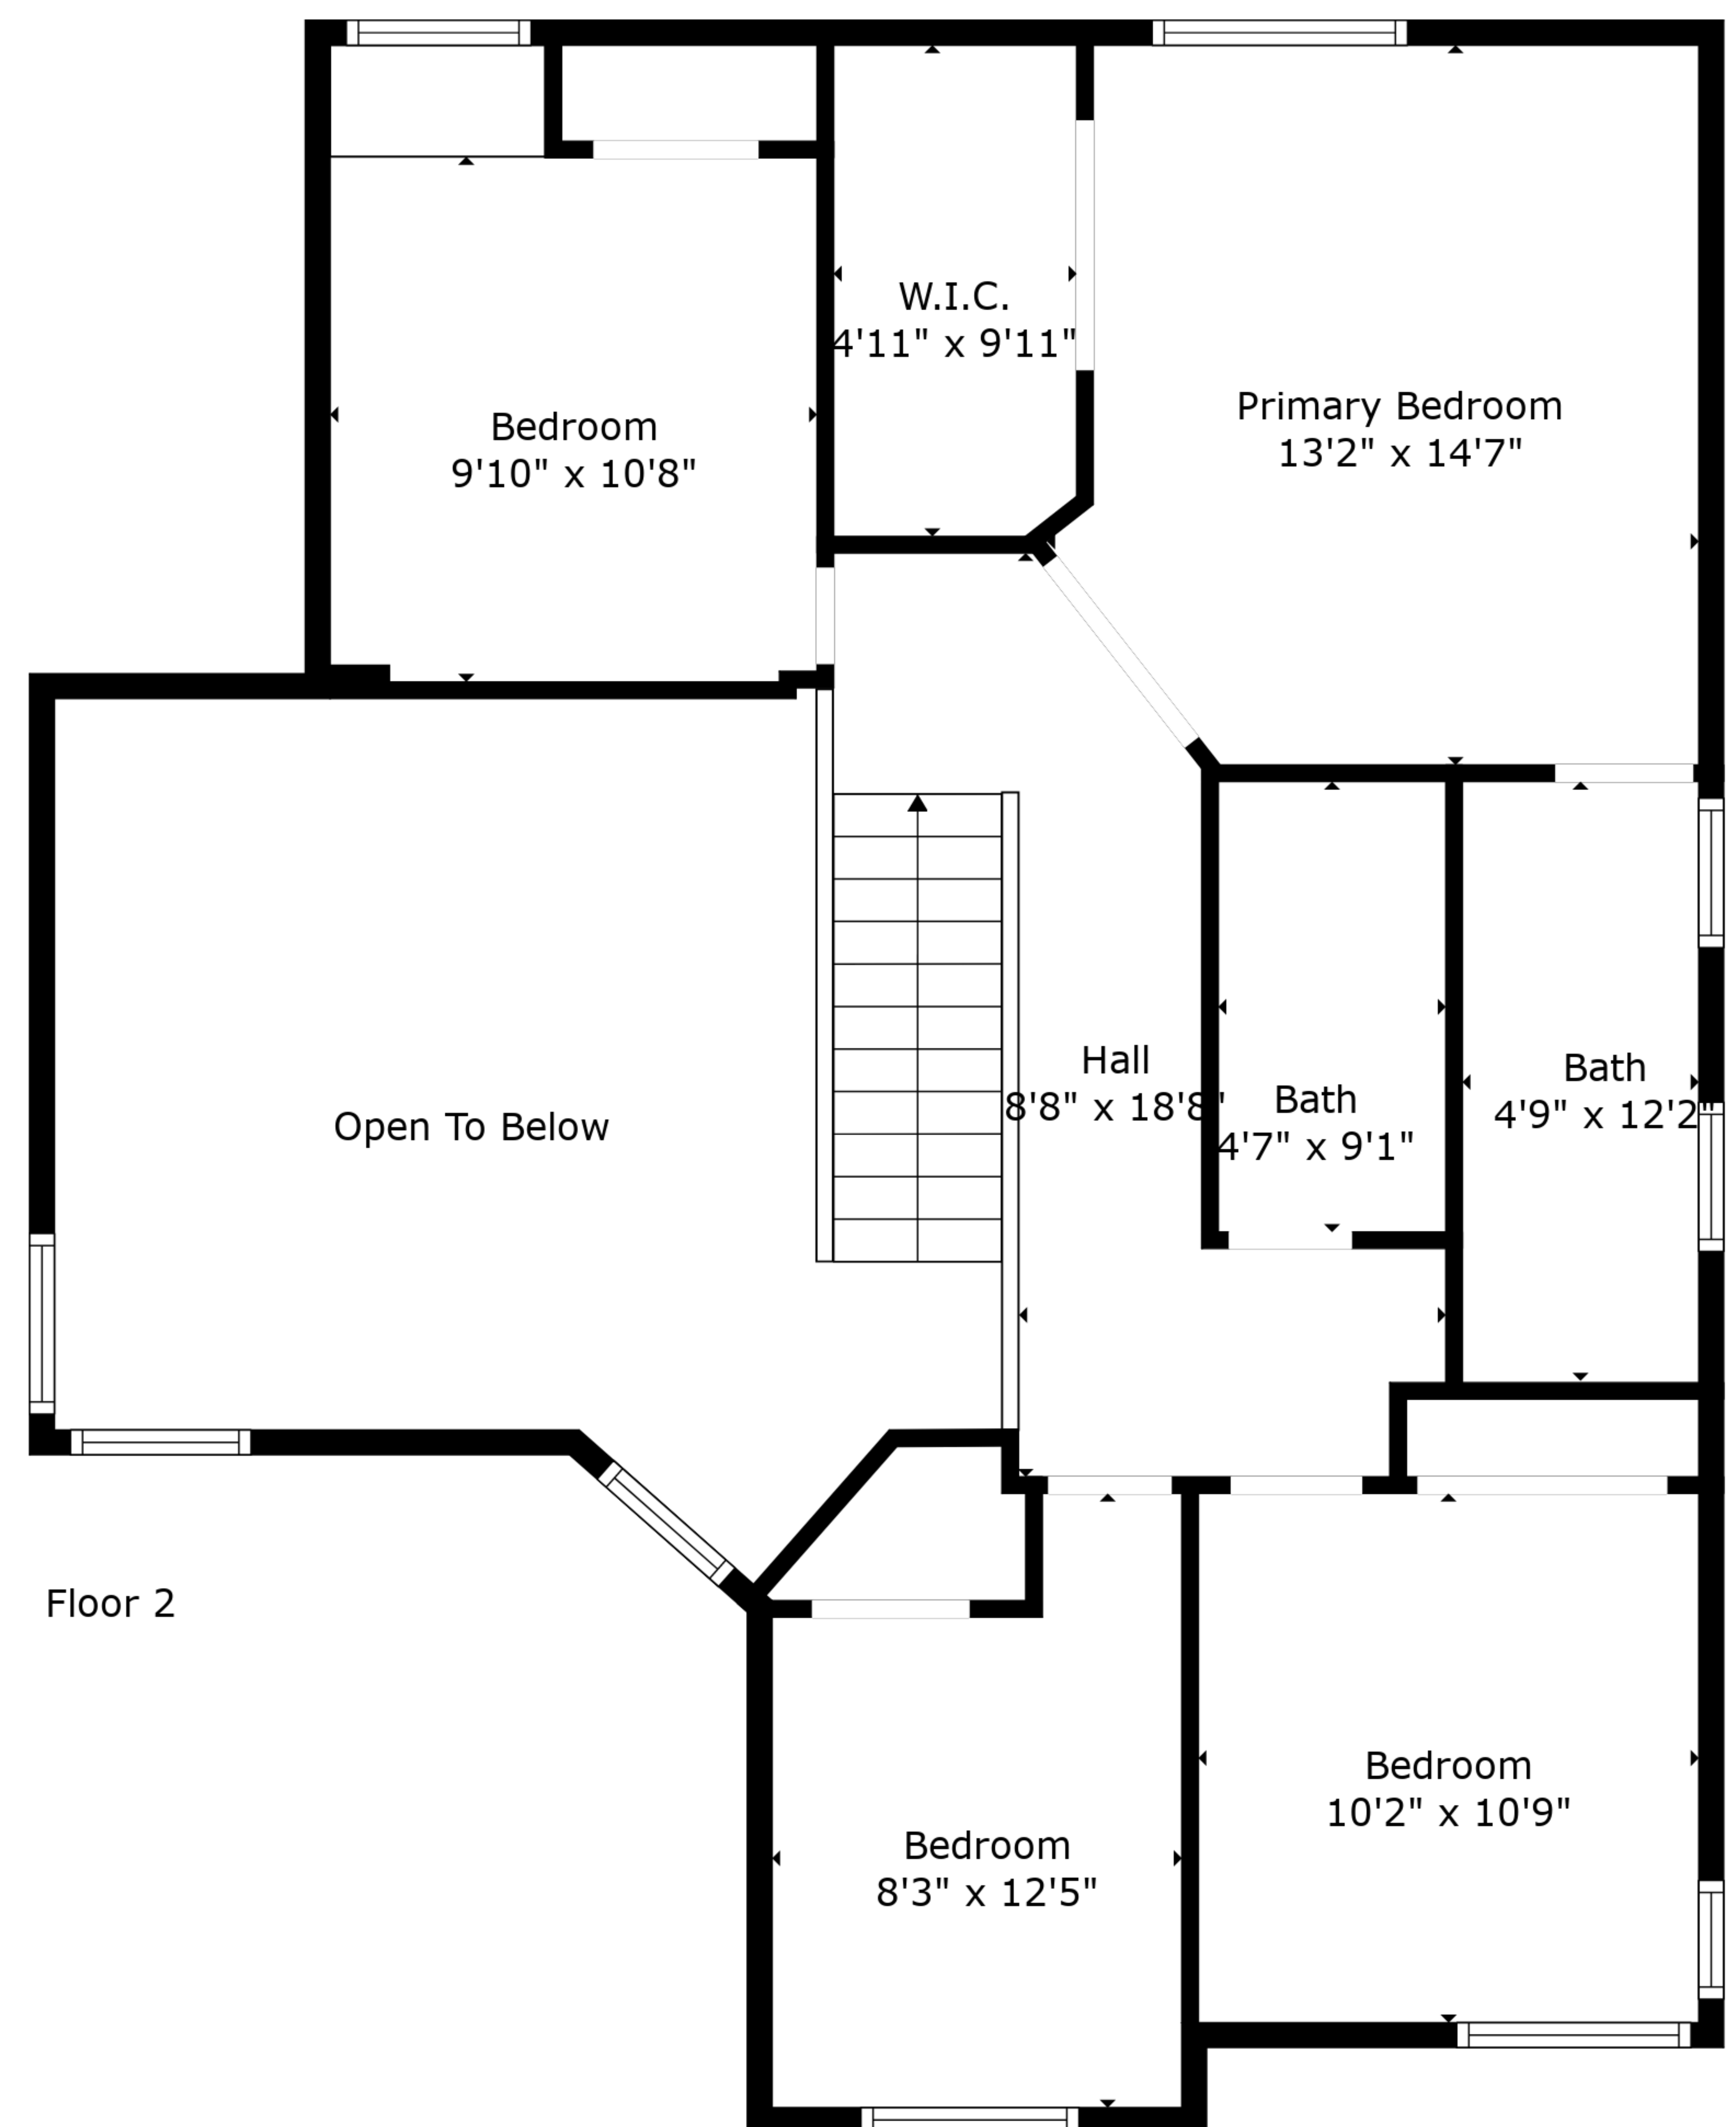 W.I.C.
4'11" x 9'11"
Primary Bedroom
13'2" x 14'7"
Bedroom
9'10" x 10'8"
Hall
8'8" x 18'8"
Bath
4'7" x 9'1"
Bath
4'9" x 12'2"
Open To Below
Floor 2
Bedroom
10'2" x 10'9"
Bedroom
8'3" x 12'5"